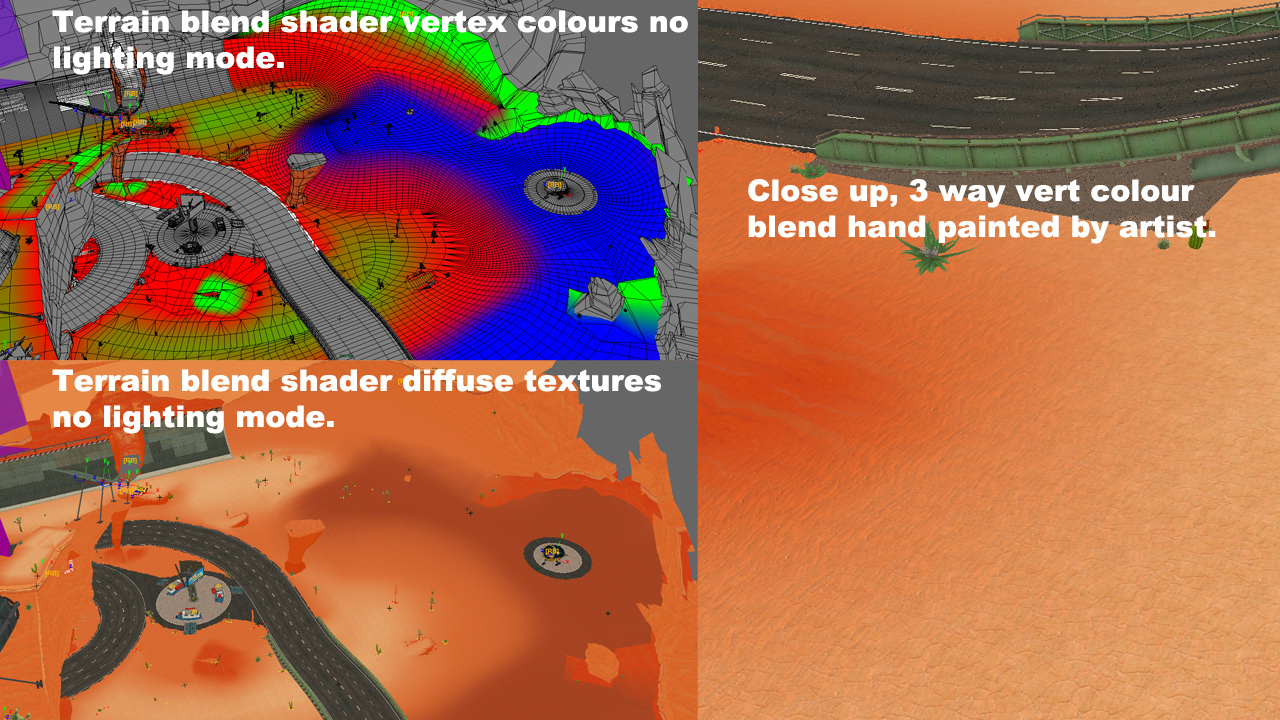 Terrain blend shader vertex colours no
lighting mode.
Close up, 3 way vert colour
blend hand painted by artist.
Terrain blend shader diffuse textures
no lighting mode.